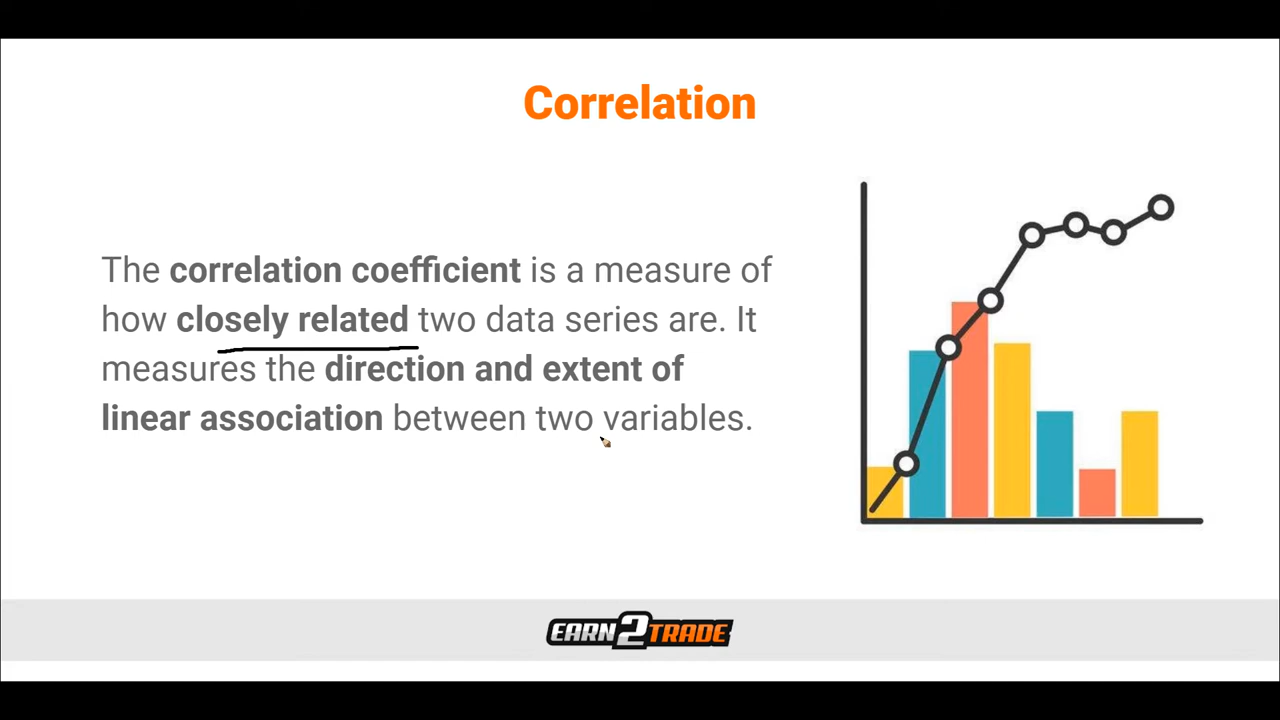 Correlation
The correlation coefficient is a measure of
how closely related two data series are. It
measures the direction and extent of
linear association between two variables.
EARN2TRADE